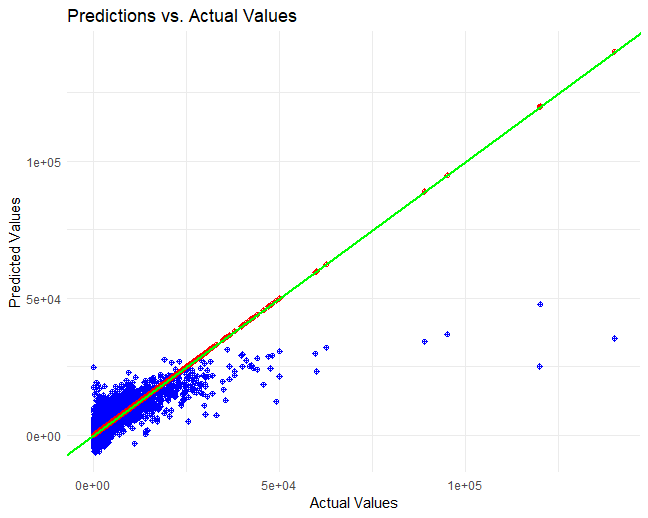 Predictions vs. Actual Values
Predicted Values
1e+05
5e+04
0e+00
0e+00 5e+04 1e+05
Actual Values